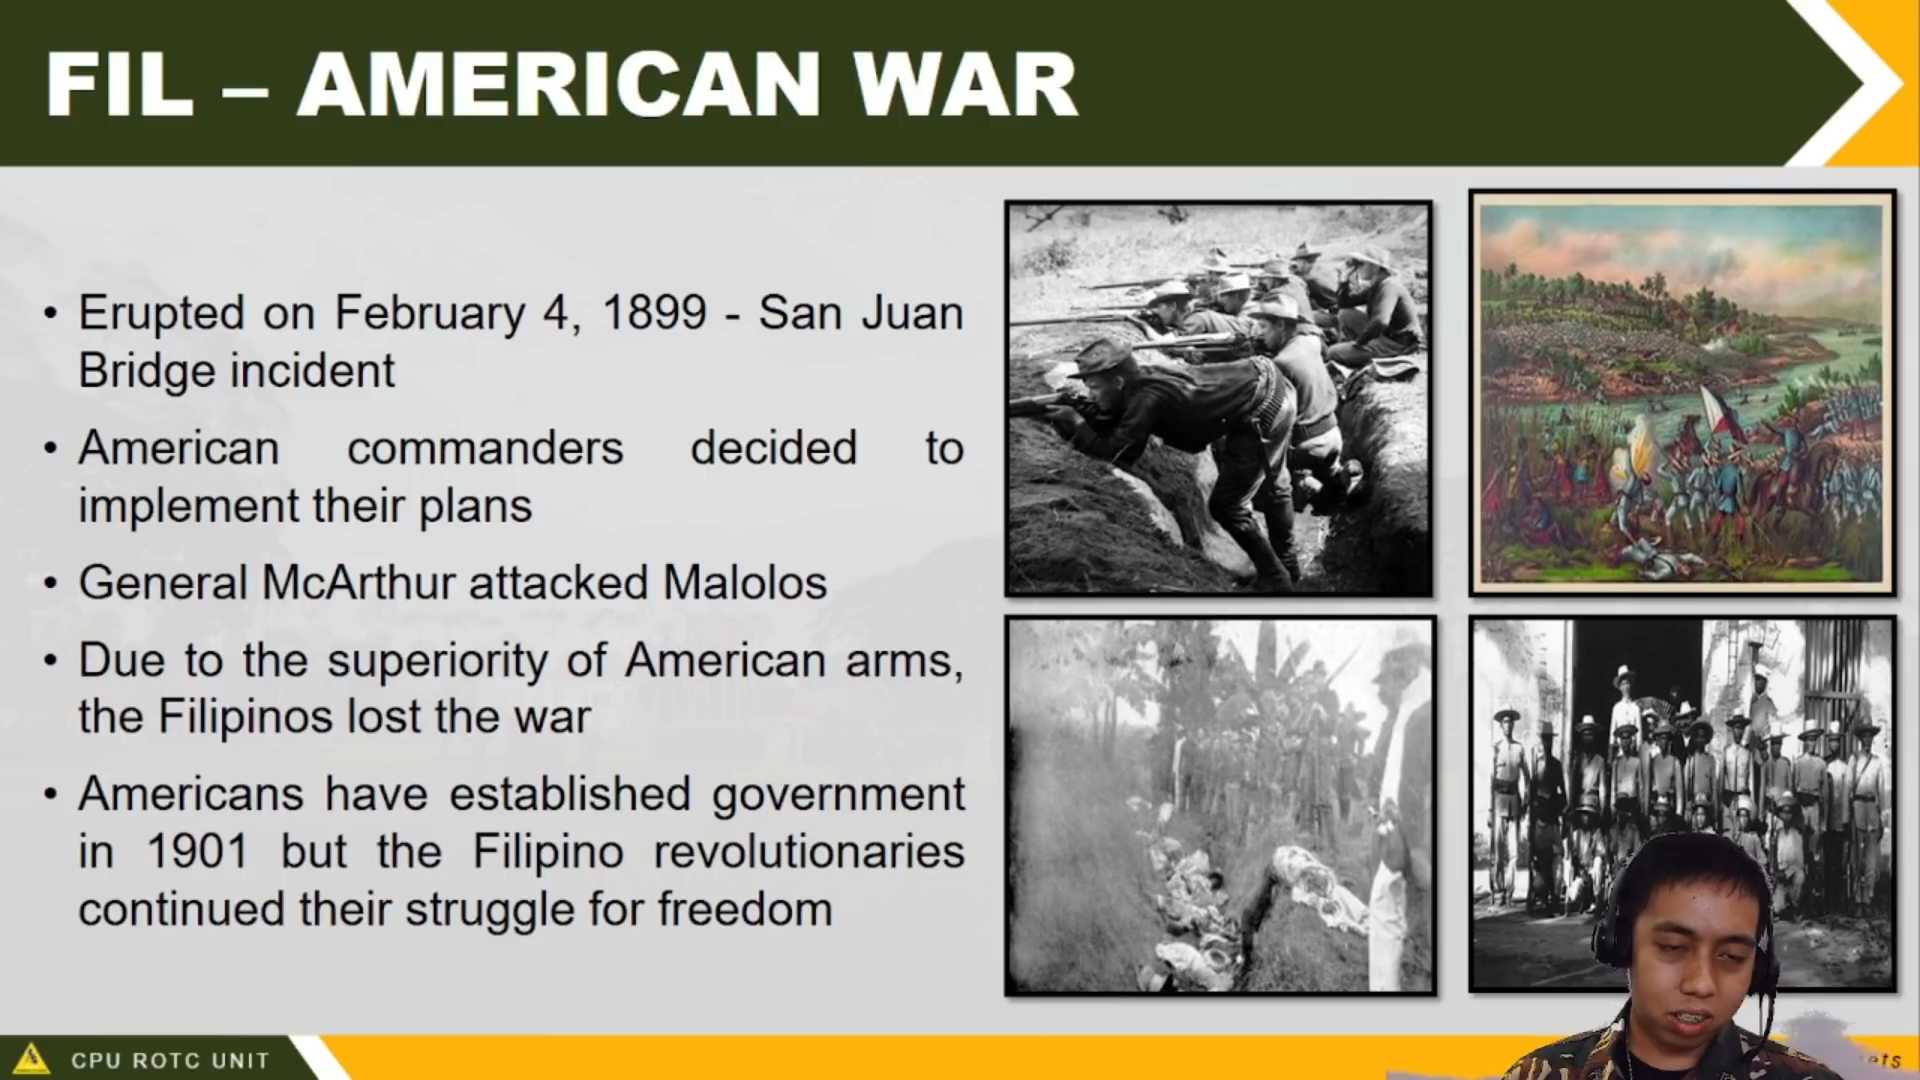 FIL – AMERICAN WAR
• Erupted on February 4, 1899 - San Juan
Bridge incident
• American commanders decided to
implement their plans
• General McArthur attacked Malolos
• Due to the superiority of American arms,
the Filipinos lost the war
• Americans have established government
in 1901 but the Filipino revolutionaries
continued their struggle for freedom
CPU ROTC UNIT